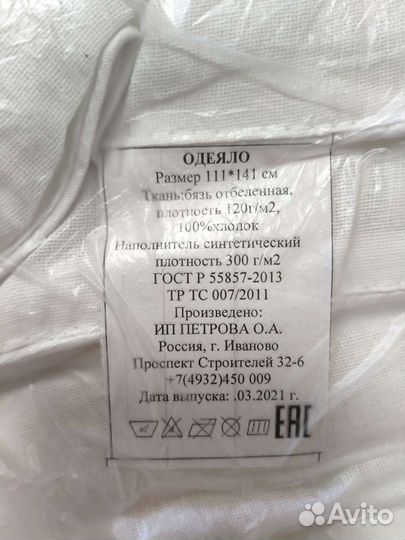 ОДЕЯЛО
Размер 111*141 см
Ткань:бязь отбеленная,
плотность 120г/м2,
100%хлопок
Наполнитель синтетический
плотность 300 г/м2
ГОСТ Р 55857-2013
ТР ТС 007/2011
Произведено:
ИП ПЕТРОВА О.А.
Россия, г. Иваново
Проспект Строителей 32-6
+7(4932)450 009
Дата выпуска: .03.2021 г.
40° EAC
Avito